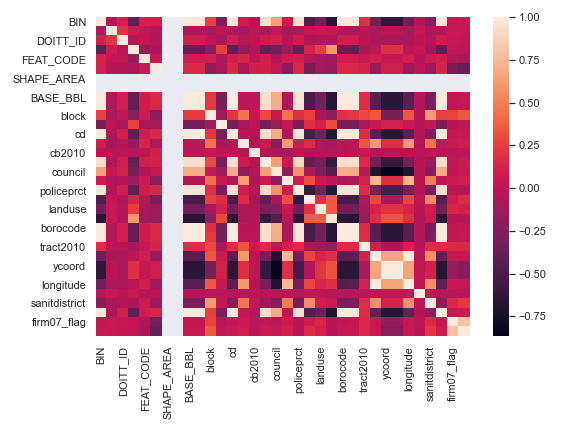 BIN
DOITT_ID
FEAT_CODE
SHAPE_AREA
BASE_BBL
block
cd
cb2010
council
policeprct
landuse
borocode
tract2010
ycoord
longitude
sanitdistrict
firm07_flag
1.00
0.75
0.50
0.25
0.00
−0.25
−0.50
−0.75
BIN
DOITT_ID
FEAT_CODE
SHAPE_AREA
BASE_BBL
block
cd
cb2010
council
policeprct
landuse
borocode
tract2010
ycoord
longitude
sanitdistrict
firm07_flag